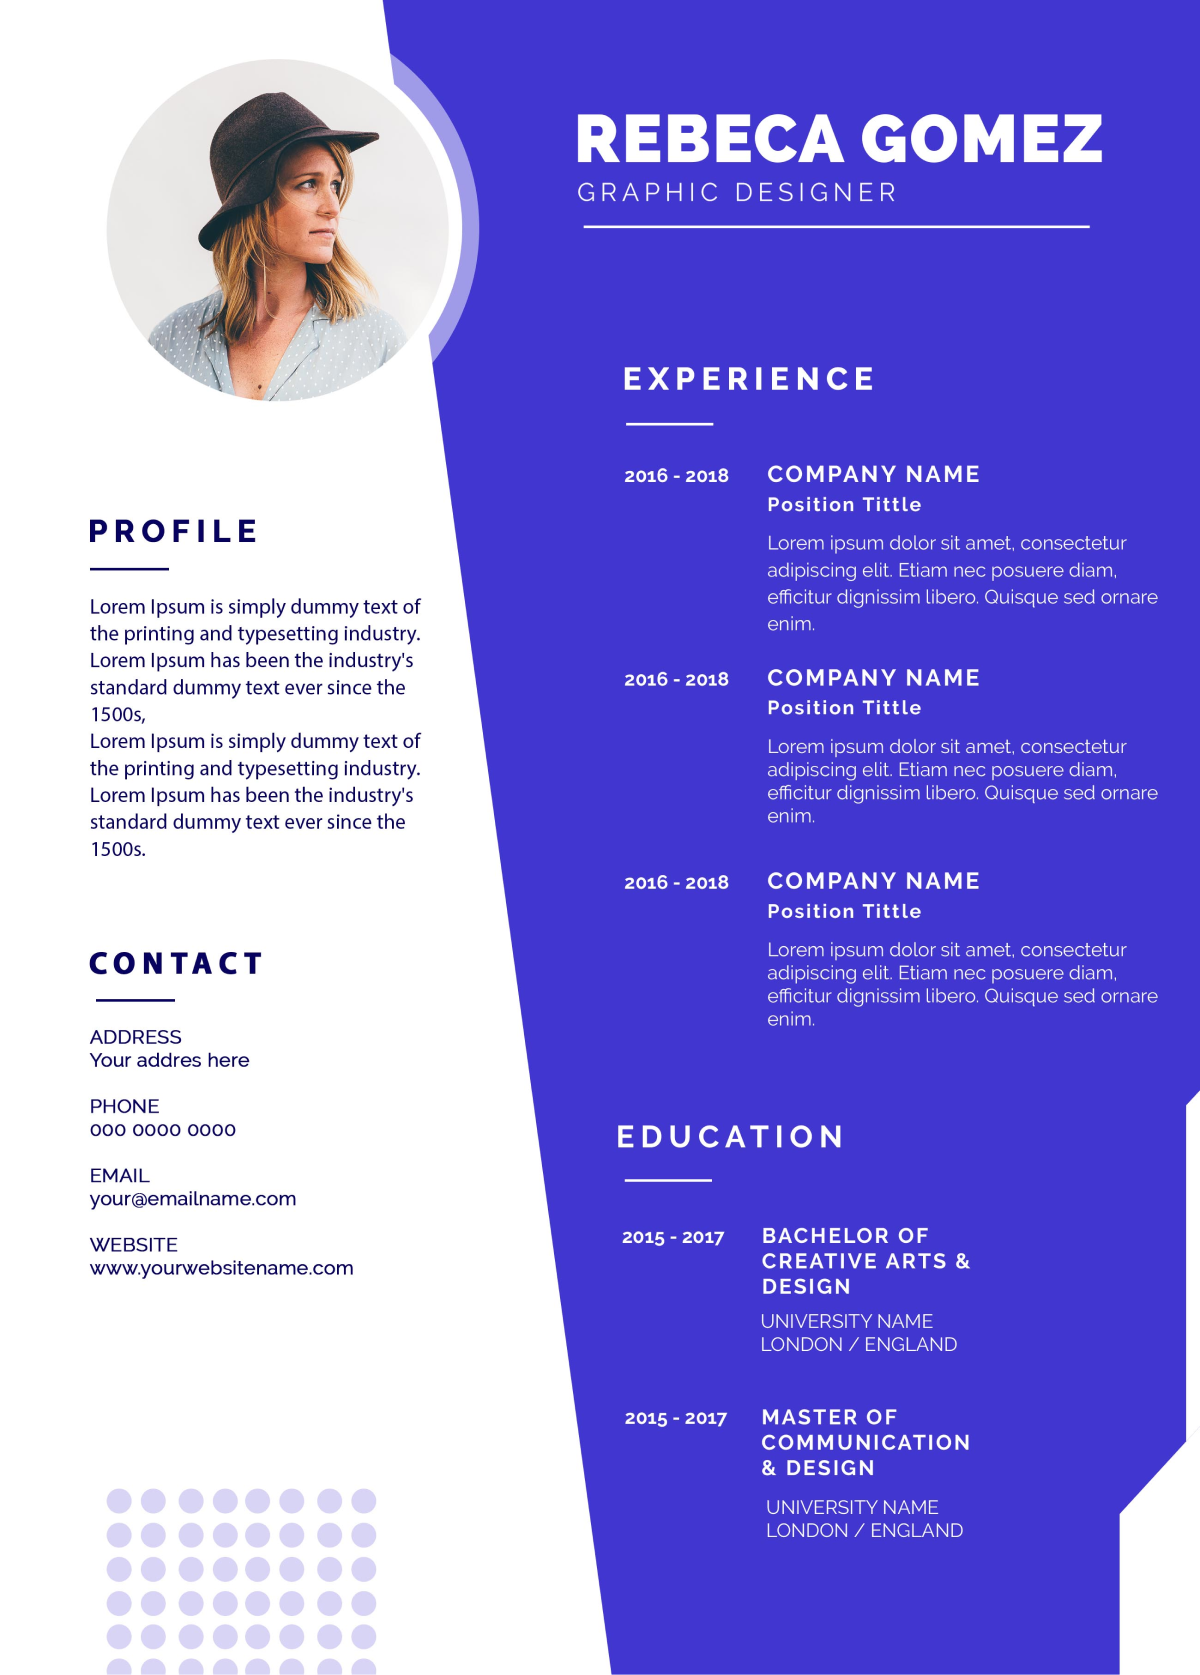 REBECA GOMEZ
GRAPHIC DESIGNER
PROFILE
Lorem Ipsum is simply dummy text of
the printing and typesetting industry.
Lorem Ipsum has been the industry's
standard dummy text ever since the
1500s,
Lorem Ipsum is simply dummy text of
the printing and typesetting industry.
Lorem Ipsum has been the industry's
standard dummy text ever since the
1500s.
CONTACT
ADDRESS
Your addres here
PHONE
000 0000 0000
EMAIL
your@emailname.com
WEBSITE
www.yourwebsitename.com
EXPERIENCE
2016 - 2018 COMPANY NAME
Position Tittle
Lorem ipsum dolor sit amet, consectetur
adipiscing elit. Etiam nec posuere diam,
efficitur dignissim libero. Quisque sed ornare
enim.
2016 - 2018 COMPANY NAME
Position Tittle
Lorem ipsum dolor sit amet, consectetur
adipiscing elit. Etiam nec posuere diam,
efficitur dignissim libero. Quisque sed ornare
enim.
2016 - 2018 COMPANY NAME
Position Tittle
Lorem ipsum dolor sit amet, consectetur
adipiscing elit. Etiam nec posuere diam,
efficitur dignissim libero. Quisque sed ornare
enim.
EDUCATION
2015 - 2017 BACHELOR OF
CREATIVE ARTS &
DESIGN
UNIVERSITY NAME
LONDON / ENGLAND
2015 - 2017 MASTER OF
COMMUNICATION
& DESIGN
UNIVERSITY NAME
LONDON / ENGLAND